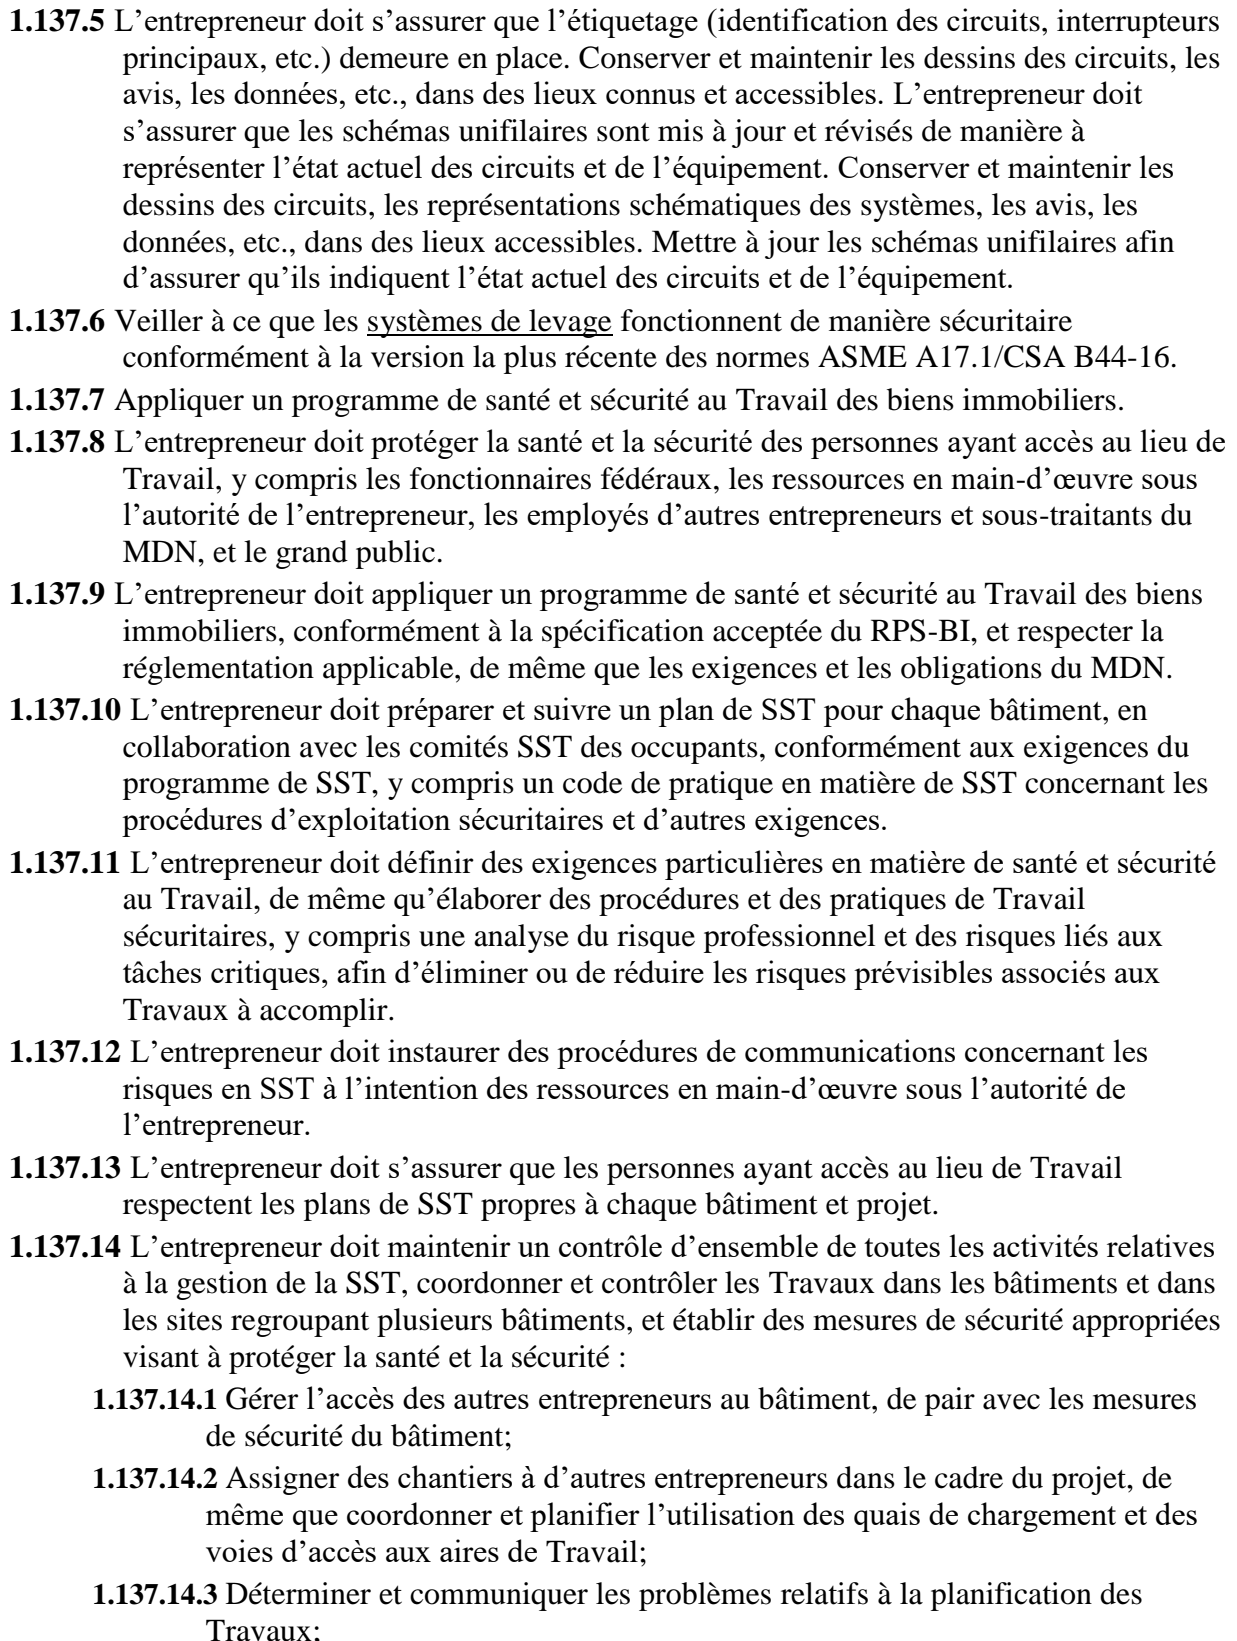 1.137.5 L’entrepreneur doit s’assurer que l’étiquetage (identification des circuits, interrupteurs
principaux, etc.) demeure en place. Conserver et maintenir les dessins des circuits, les
avis, les données, etc., dans des lieux connus et accessibles. L’entrepreneur doit
s’assurer que les schémas unifilaires sont mis à jour et révisés de manière à
représenter l’état actuel des circuits et de l’équipement. Conserver et maintenir les
dessins des circuits, les représentations schématiques des systèmes, les avis, les
données, etc., dans des lieux accessibles. Mettre à jour les schémas unifilaires afin
d’assurer qu’ils indiquent l’état actuel des circuits et de l’équipement.
1.137.6 Veiller à ce que les systèmes de levage fonctionnent de manière sécuritaire
conformément à la version la plus récente des normes ASME A17.1/CSA B44-16.
1.137.7 Appliquer un programme de santé et sécurité au Travail des biens immobiliers.
1.137.8 L’entrepreneur doit protéger la santé et la sécurité des personnes ayant accès au lieu de
Travail, y compris les fonctionnaires fédéraux, les ressources en main-d’œuvre sous
l’autorité de l’entrepreneur, les employés d’autres entrepreneurs et sous-traitants du
MDN, et le grand public.
1.137.9 L’entrepreneur doit appliquer un programme de santé et sécurité au Travail des biens
immobiliers, conformément à la spécification acceptée du RPS-BI, et respecter la
réglementation applicable, de même que les exigences et les obligations du MDN.
1.137.10 L’entrepreneur doit préparer et suivre un plan de SST pour chaque bâtiment, en
collaboration avec les comités SST des occupants, conformément aux exigences du
programme de SST, y compris un code de pratique en matière de SST concernant les
procédures d’exploitation sécuritaires et d’autres exigences.
1.137.11 L’entrepreneur doit définir des exigences particulières en matière de santé et sécurité
au Travail, de même qu’élaborer des procédures et des pratiques de Travail
sécuritaires, y compris une analyse du risque professionnel et des risques liés aux
tâches critiques, afin d’éliminer ou de réduire les risques prévisibles associés aux
Travaux à accomplir.
1.137.12 L’entrepreneur doit instaurer des procédures de communications concernant les
risques en SST à l’intention des ressources en main-d’œuvre sous l’autorité de
l’entrepreneur.
1.137.13 L’entrepreneur doit s’assurer que les personnes ayant accès au lieu de Travail
respectent les plans de SST propres à chaque bâtiment et projet.
1.137.14 L’entrepreneur doit maintenir un contrôle d’ensemble de toutes les activités relatives
à la gestion de la SST, coordonner et contrôler les Travaux dans les bâtiments et dans
les sites regroupant plusieurs bâtiments, et établir des mesures de sécurité appropriées
visant à protéger la santé et la sécurité :
1.137.14.1 Gérer l’accès des autres entrepreneurs au bâtiment, de pair avec les mesures
de sécurité du bâtiment;
1.137.14.2 Assigner des chantiers à d’autres entrepreneurs dans le cadre du projet, de
même que coordonner et planifier l’utilisation des quais de chargement et des
voies d’accès aux aires de Travail;
1.137.14.3 Déterminer et communiquer les problèmes relatifs à la planification des
Travaux;